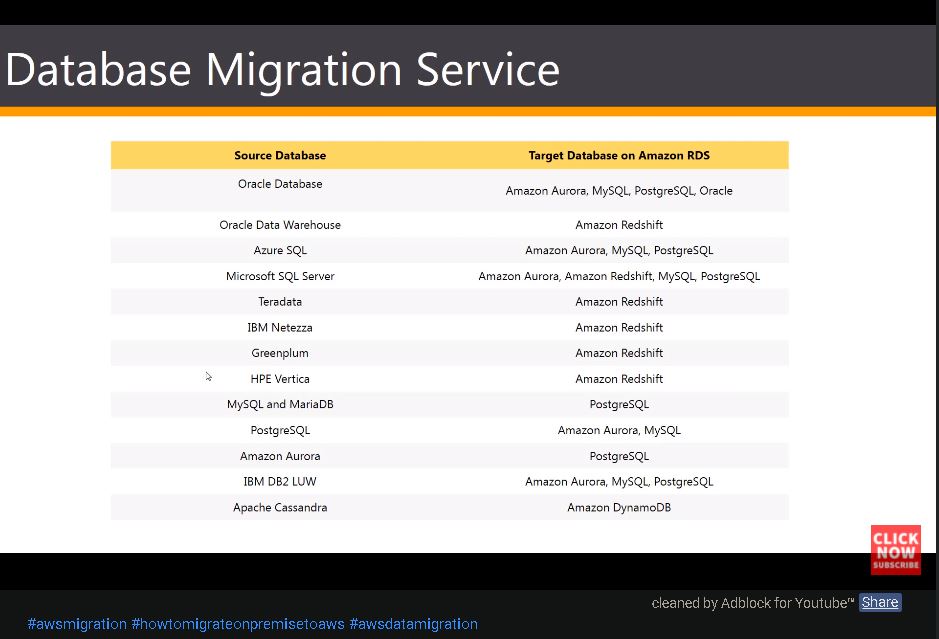 Database Migration Service
Source Database Target Database on Amazon RDS
Oracle Database Amazon Aurora, MySQL, PostgreSQL, Oracle
Oracle Data Warehouse Amazon Redshift
Azure SQL Amazon Aurora, MySQL, PostgreSQL
Microsoft SQL Server Amazon Aurora, Amazon Redshift, MySQL, PostgreSQL
Teradata Amazon Redshift
IBM Netezza Amazon Redshift
Greenplum Amazon Redshift
HPE Vertica Amazon Redshift
MySQL and MariaDB PostgreSQL
PostgreSQL Amazon Aurora, MySQL
Amazon Aurora PostgreSQL
IBM DB2 LUW Amazon Aurora, MySQL, PostgreSQL
Apache Cassandra Amazon DynamoDB
CLICK
NOW
SUBSCRIBE
cleaned by Adblock for Youtube™ Share
#awsmigration #howtomigrateonpremisetoaws #awsdatamigration